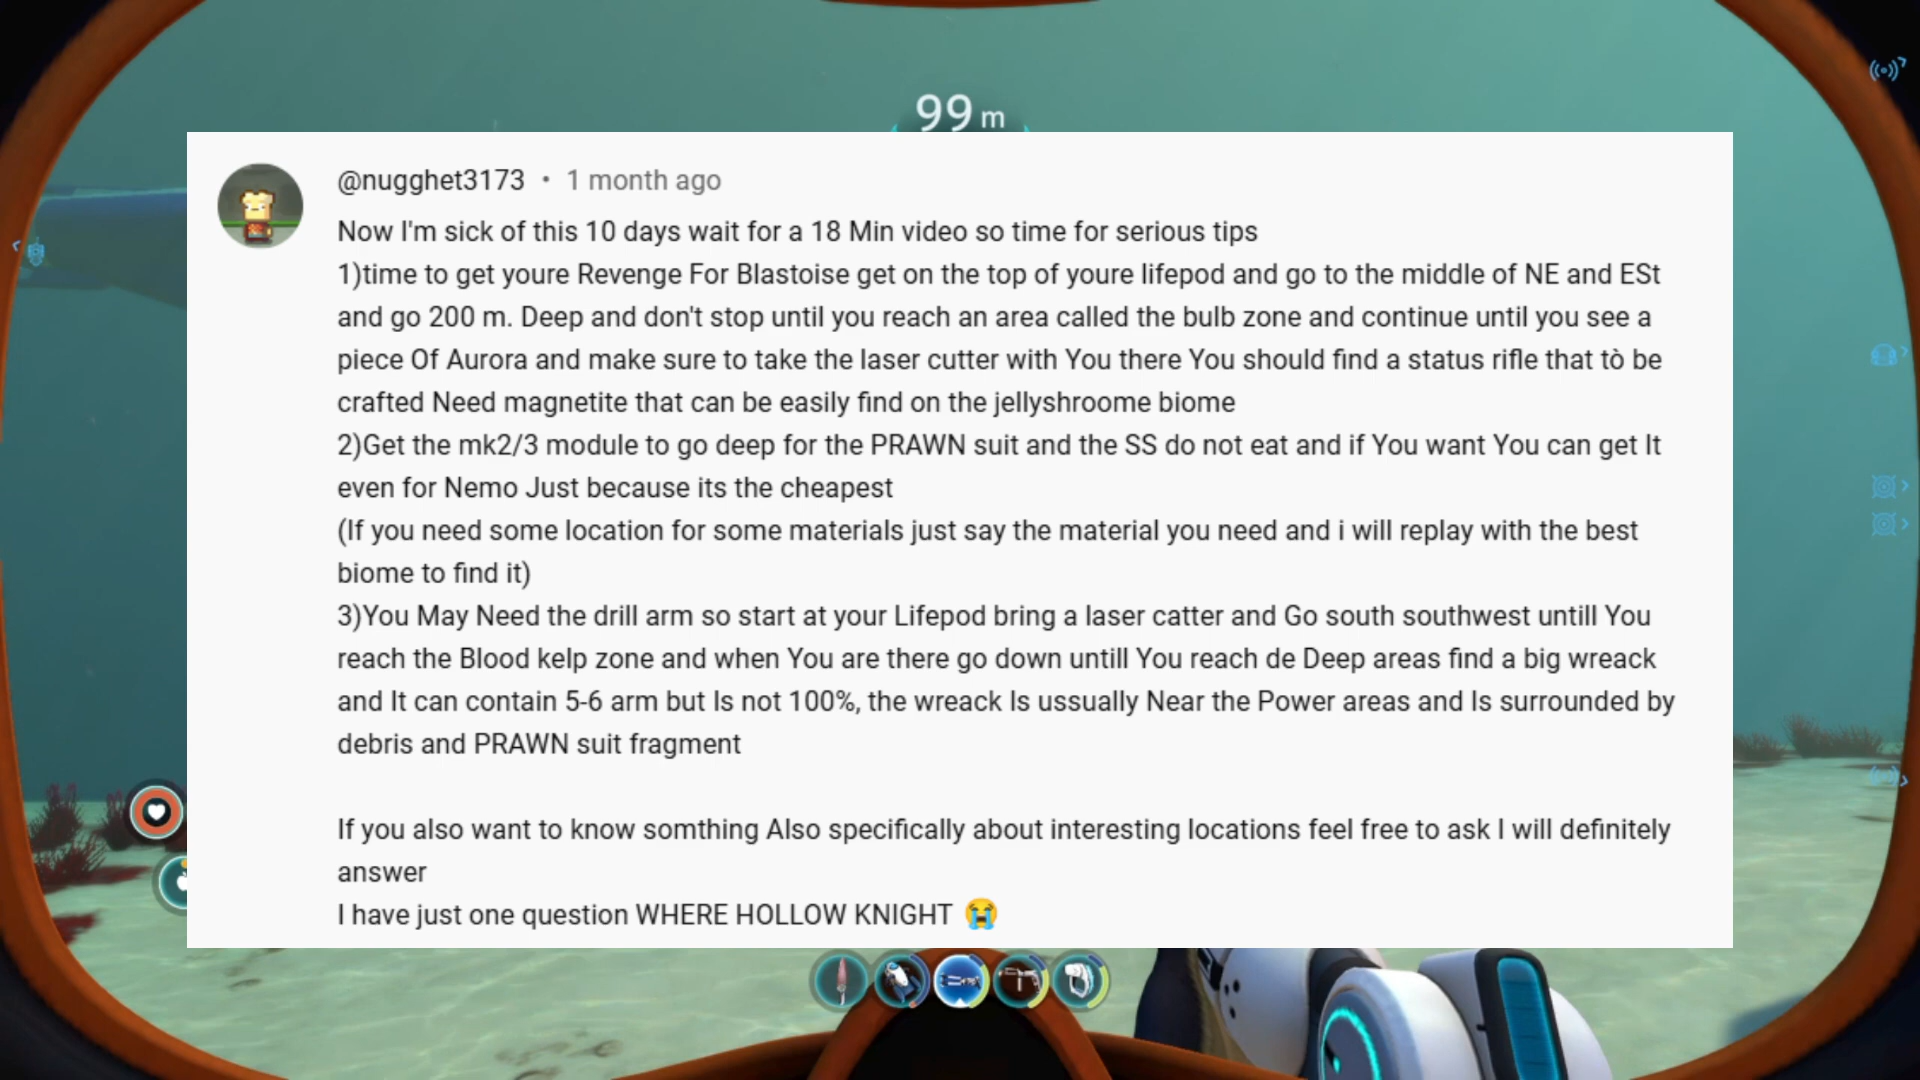 99 m
@nugghet3173 • 1 month ago
Now I'm sick of this 10 days wait for a 18 Min video so time for serious tips
1)time to get youre Revenge For Blastoise get on the top of youre lifepod and go to the middle of NE and ESt
and go 200 m. Deep and don't stop until you reach an area called the bulb zone and continue until you see a
piece Of Aurora and make sure to take the laser cutter with You there You should find a status rifle that tò be
crafted Need magnetite that can be easily find on the jellyshroome biome
2)Get the mk2/3 module to go deep for the PRAWN suit and the SS do not eat and if You want You can get It
even for Nemo Just because its the cheapest
(If you need some location for some materials just say the material you need and i will replay with the best
biome to find it)
3)You May Need the drill arm so start at your Lifepod bring a laser catter and Go south southwest untill You
reach the Blood kelp zone and when You are there go down untill You reach de Deep areas find a big wreack
and It can contain 5-6 arm but Is not 100%, the wreack Is ussually Near the Power areas and Is surrounded by
debris and PRAWN suit fragment
If you also want to know somthing Also specifically about interesting locations feel free to ask I will definitely
answer
I have just one question WHERE HOLLOW KNIGHT 😭